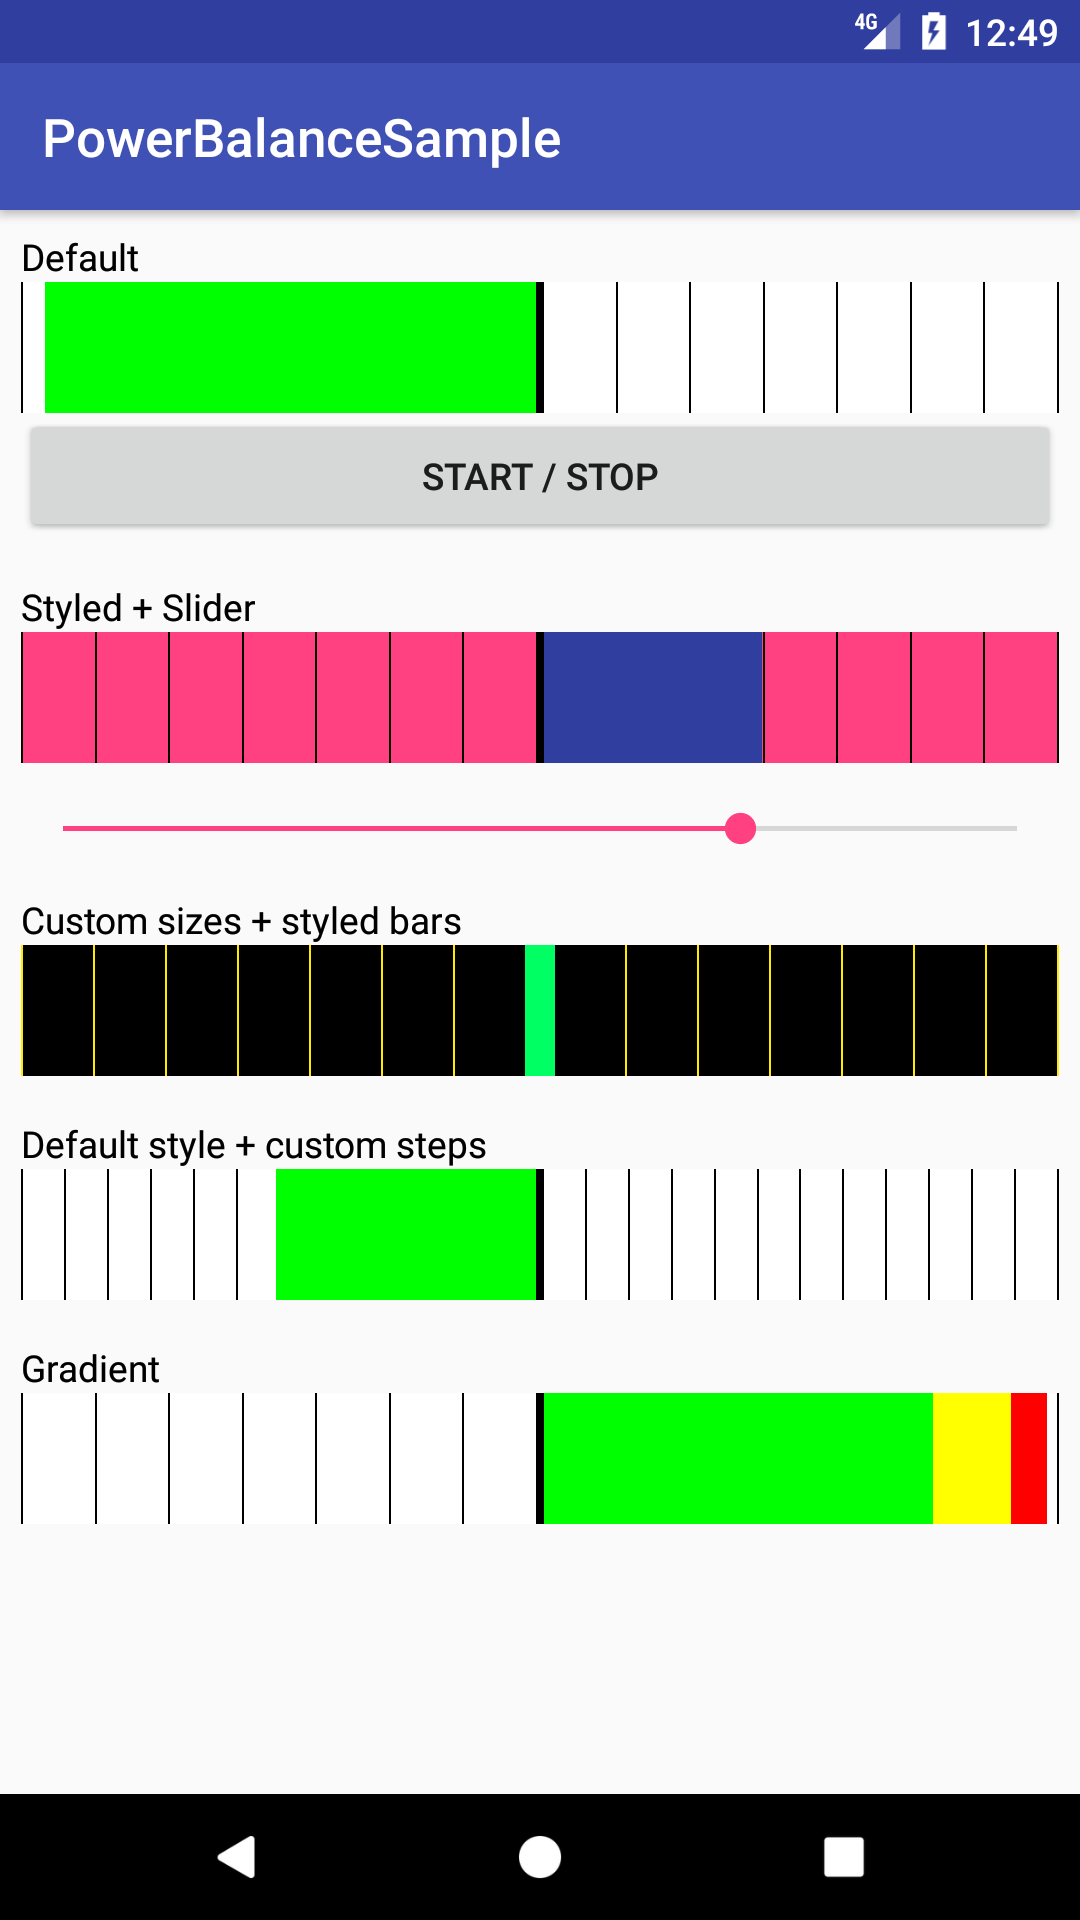 4G 12:49
PowerBalanceSample
Default
START / STOP
Styled + Slider
Custom sizes + styled bars
Default style + custom steps
Gradient